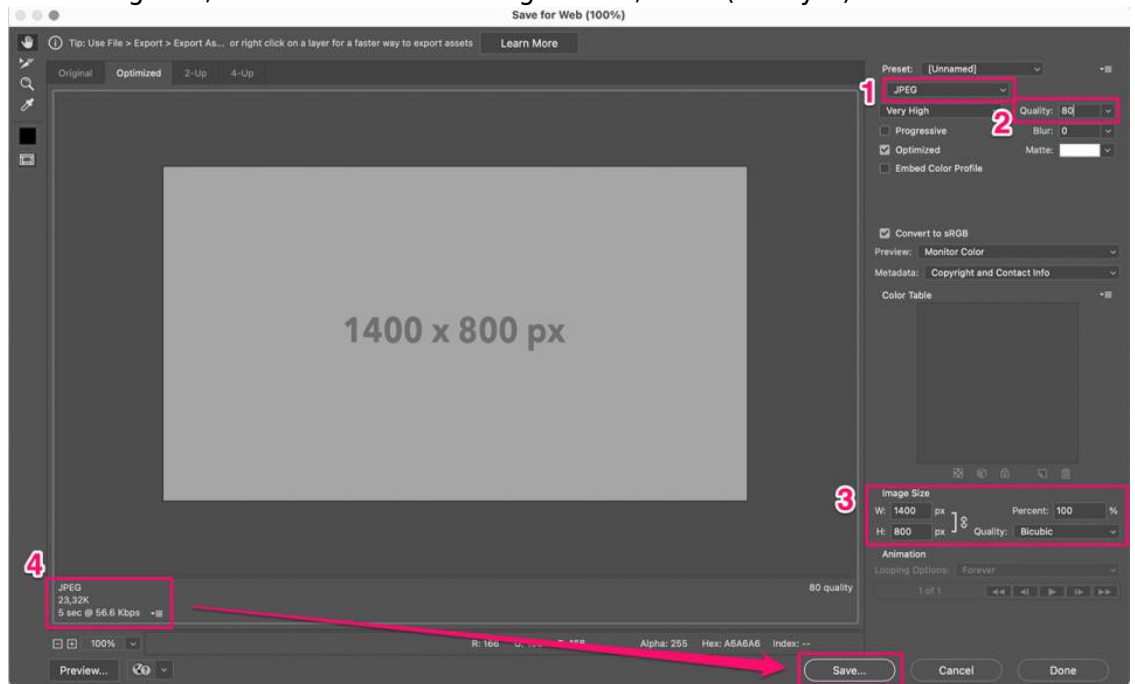 Save for Web (100%)
Tip: Use File > Export > Export As... or right click on a layer for a faster way to export assets Learn More
Original Optimized 2-Up 4-Up
Preset: [Unnamed]
1 JPEG
Very High 2 Quality: 80
Progressive Blur: 0
Optimized Matte:
Embed Color Profile
Convert to sRGB
Preview: Monitor Color
Metadata: Copyright and Contact Info
Color Table
1400 x 800 px
3 Image Size
W: 1400 px Percent: 100 %
H: 800 px Quality: Bicubic
Animation
Looping Options: Forever
1 of 1
4
JPEG 80 quality
23,32K
5 sec @ 56.6 Kbps
100% R: 166 Alpha: 255 Hex: A6A6A6 Index: --
Preview... Save... Cancel Done